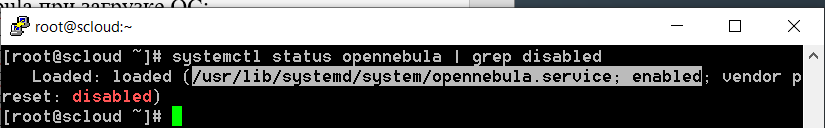 bula при загрузке ОС:
root@scloud:~
[root@scloud ~]# systemctl status opennebula | grep disabled
   Loaded: loaded (/usr/lib/systemd/system/opennebula.service; enabled; vendor p
reset: disabled)
[root@scloud ~]#